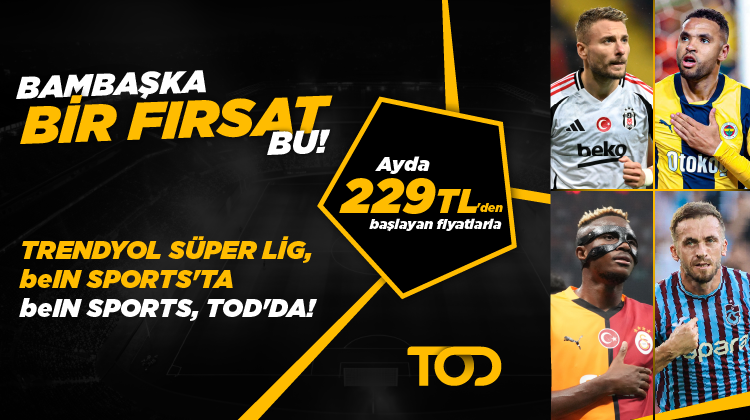 BAMBAŞKA
BİR FIRSAT
BU!
Ayda
229TL'den
başlayan fiyatlarla
TRENDYOL SÜPER LİG,
beIN SPORTS'TA
beIN SPORTS, TOD'DA!
TOD
beko
Otoko